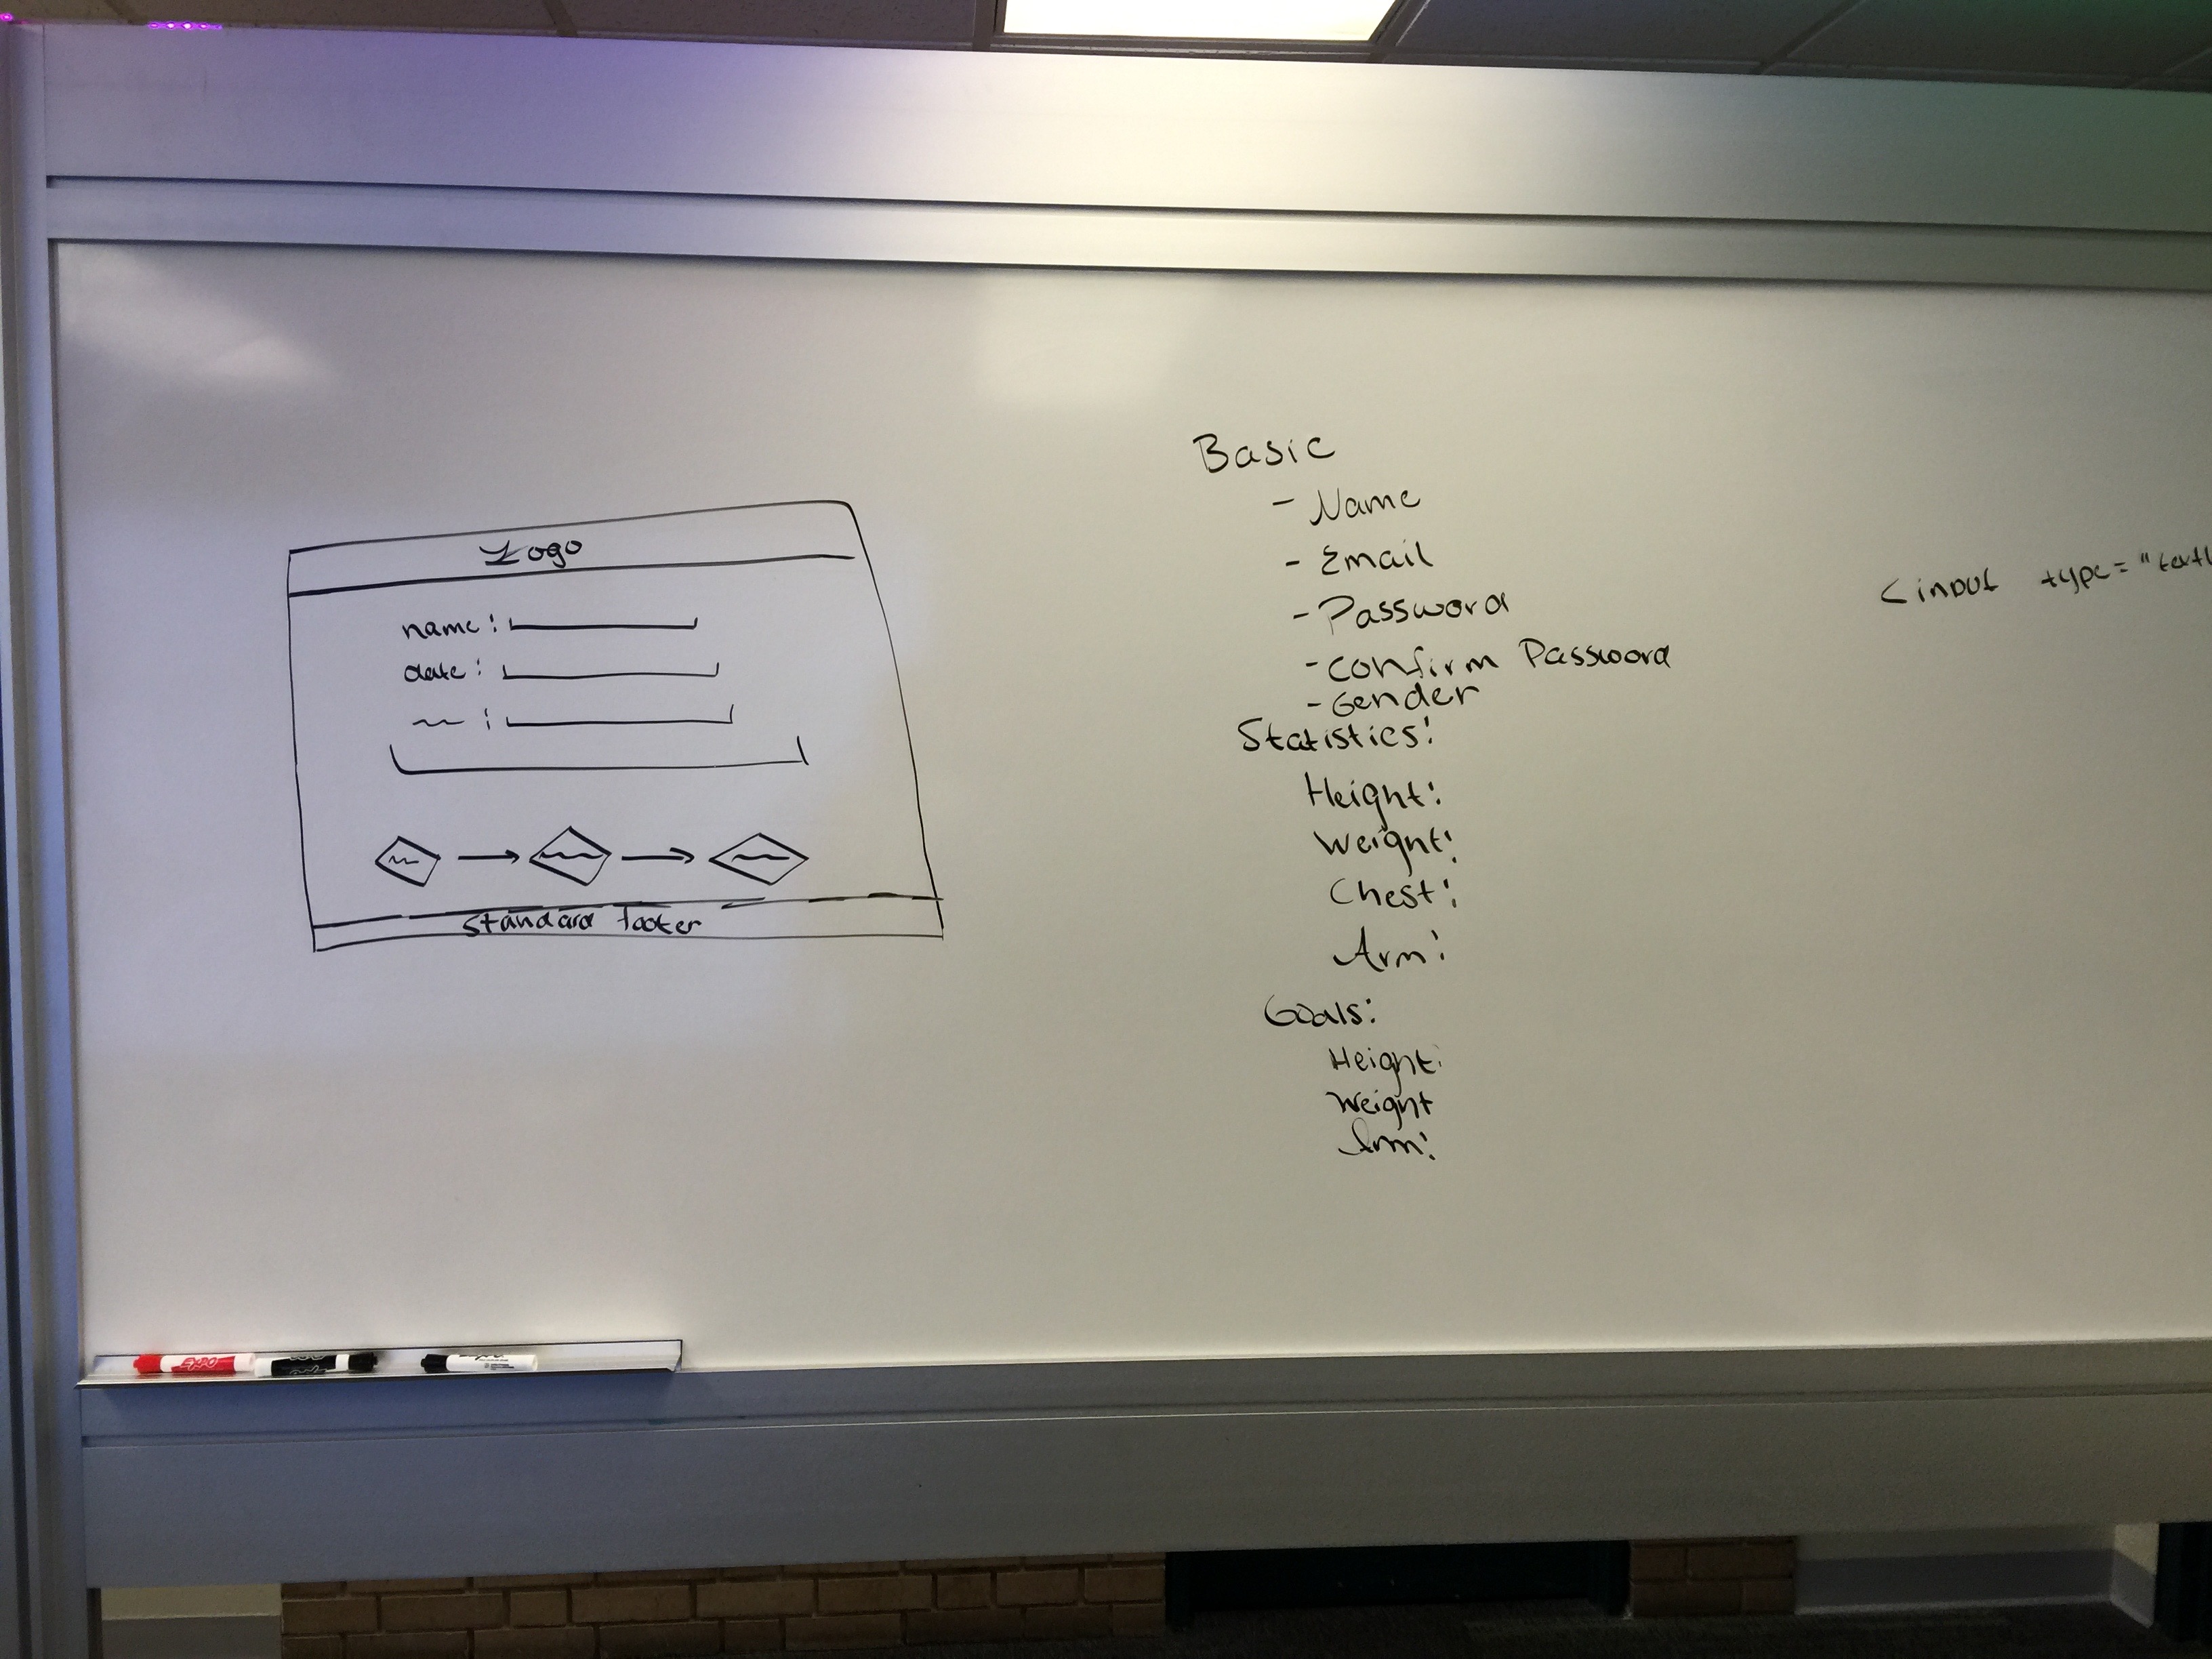 Logo
name:
date:
Standard footer
Basic
- Name
- Email
- Password
- Confirm Password
- Gender
Statistics:
Height:
Weight:
Chest:
Arm:
Goals:
Height:
Weight
Arm:
<input type="text
EXPO